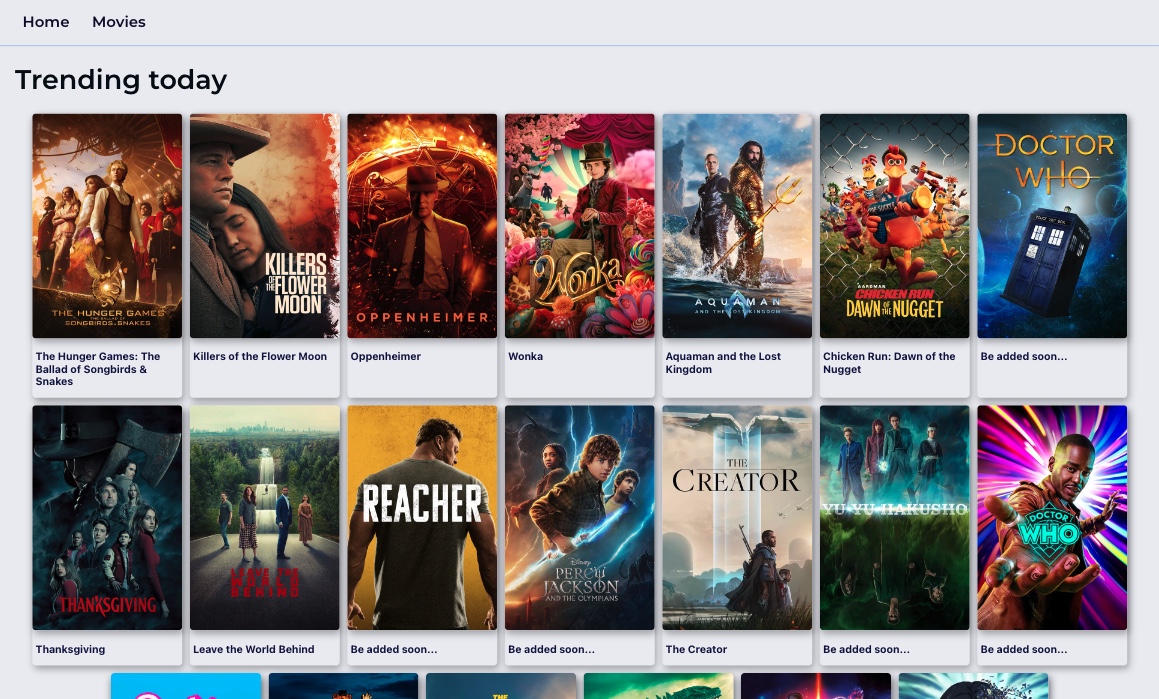 Home Movies
Trending today
THE HUNGER GAMES
THE BALLAD OF
SONGBIRDS & SNAKES
KILLERS
OF THE FLOWER
MOON
OPPENHEIMER
Wonka
AQUAMAN
AND THE LOST KINGDOM
AARDMAN
CHICKEN RUN
DAWN OF THE NUGGET
DOCTOR
WHO
POLICE BOX
The Hunger Games: The
Ballad of Songbirds &
Snakes
Killers of the Flower Moon
Oppenheimer
Wonka
Aquaman and the Lost
Kingdom
Chicken Run: Dawn of the
Nugget
Be added soon...
THANKSGIVING
LEAVE THE
WORLD
BEHIND
REACHER
Disney
PERCY
JACKSON
AND THE OLYMPIANS
THE
CREATOR
YU YU HAKUSHO
DOCTOR
WHO
Thanksgiving
Leave the World Behind
Be added soon...
Be added soon...
The Creator
Be added soon...
Be added soon...
THE